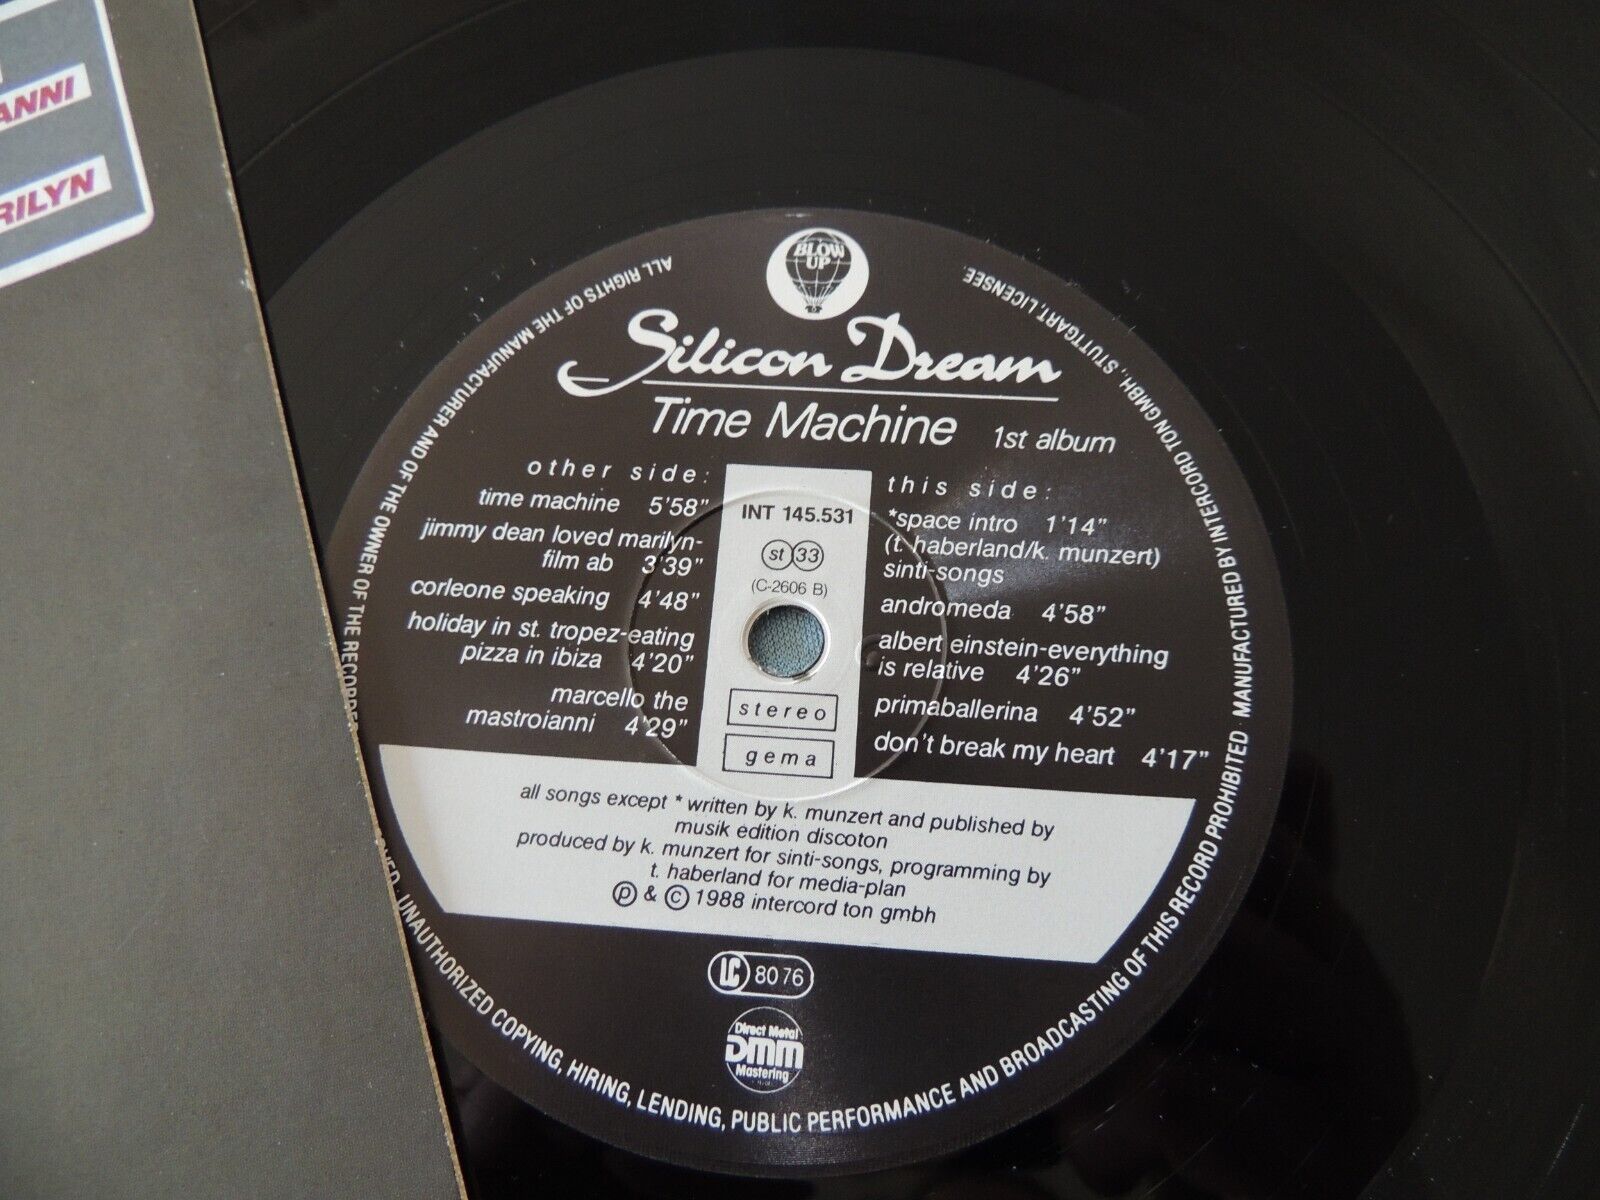 ANNI
RILYN
BLOW
UP
Silicon Dream
Time Machine 1st album
other side:
time machine 5'58"
jimmy dean loved marilyn-
film ab 3'39"
corleone speaking 4'48"
holiday in st. tropez-eating
pizza in ibiza 4'20"
marcello the
mastroianni 4'29"
INT 145.531
st 33
(C-2606 B)
stereo
gema
this side:
*space intro 1'14"
(t. haberland/k. munzert)
sinti-songs
andromeda 4'58"
albert einstein-everything
is relative 4'26"
primaballerina 4'52"
don't break my heart 4'17"
all songs except * written by k. munzert and published by
musik edition discoton
produced by k. munzert for sinti-songs, programming by
t. haberland for media-plan
℗ & © 1988 intercord ton gmbh
LC 8076
Direct Metal
DMM
Mastering
ALL RIGHTS OF THE MANUFACTURER AND OF THE OWNER OF THE RECORDED UNAUTHORIZED COPYING, HIRING, LENDING, PUBLIC PERFORMANCE AND BROADCASTING OF THIS RECORD PROHIBITED MANUFACTURED BY INTERCORD TON GMBH, STUTTGART, LICENSEE.